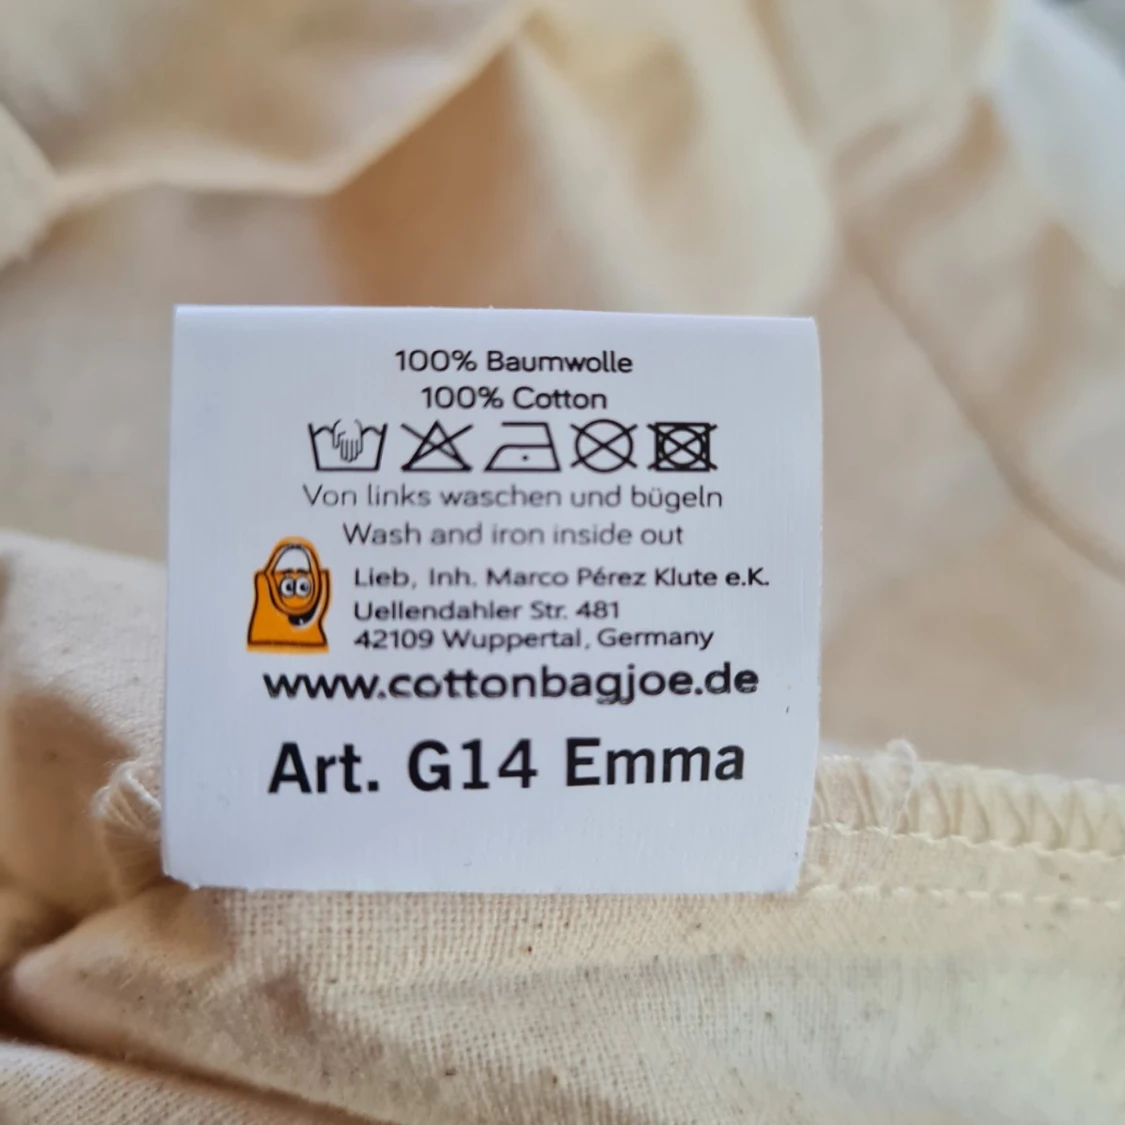 100% Baumwolle
100% Cotton
Von links waschen und bügeln
Wash and iron inside out
Lieb, Inh. Marco Pérez Klute e.K.
Uellendahler Str. 481
42109 Wuppertal, Germany
www.cottonbagjoe.de
Art. G14 Emma